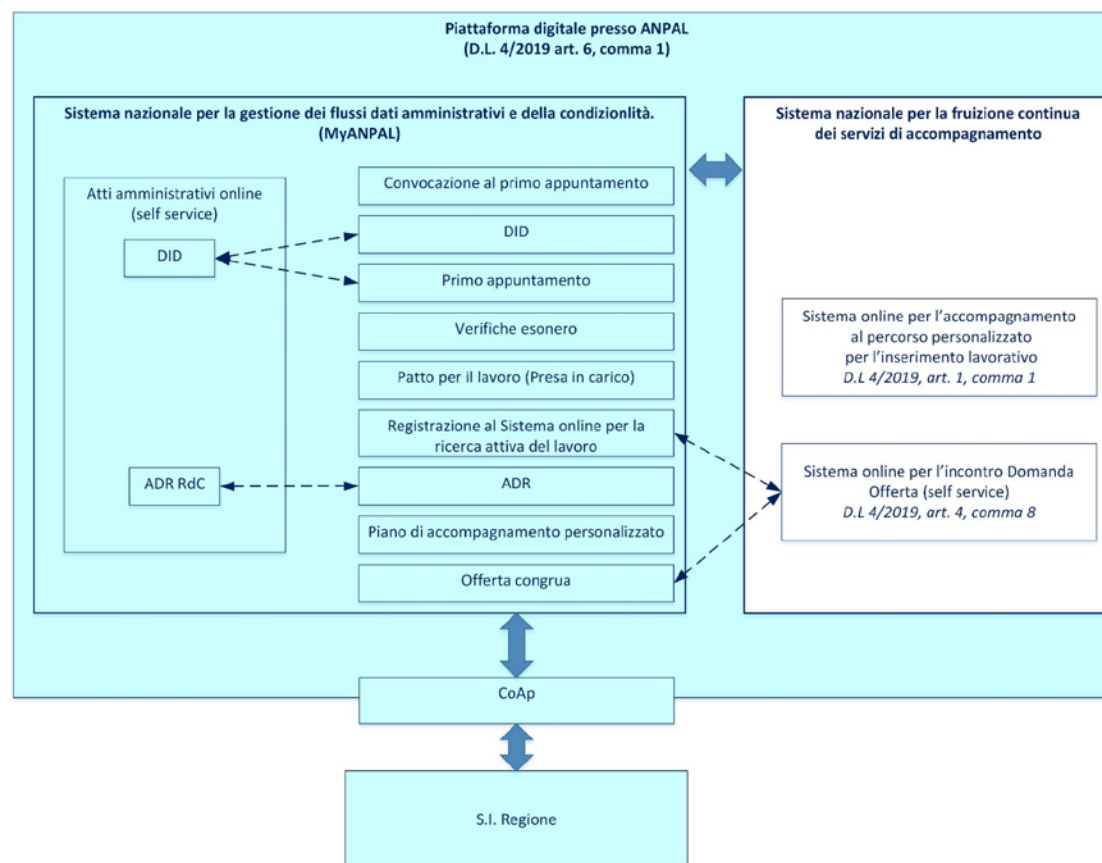 Piattaforma digitale presso ANPAL
(D.L. 4/2019 art. 6, comma 1)
Sistema nazionale per la gestione dei flussi dati amministrativi e della condizionlità.
(MyANPAL)
Atti amministrativi online
(self service)
DID
ADR RdC
Convocazione al primo appuntamento
DID
Primo appuntamento
Verifiche esonero
Patto per il lavoro (Presa in carico)
Registrazione al Sistema online per la
ricerca attiva del lavoro
ADR
Piano di accompagnamento personalizzato
Offerta congrua
Sistema nazionale per la fruizione continua
dei servizi di accompagnamento
Sistema online per l'accompagnamento
al percorso personalizzato
per l'inserimento lavorativo
D.L 4/2019, art. 1, comma 1
Sistema online per l'incontro Domanda
Offerta (self service)
D.L 4/2019, art. 4, comma 8
CoAp
S.I. Regione